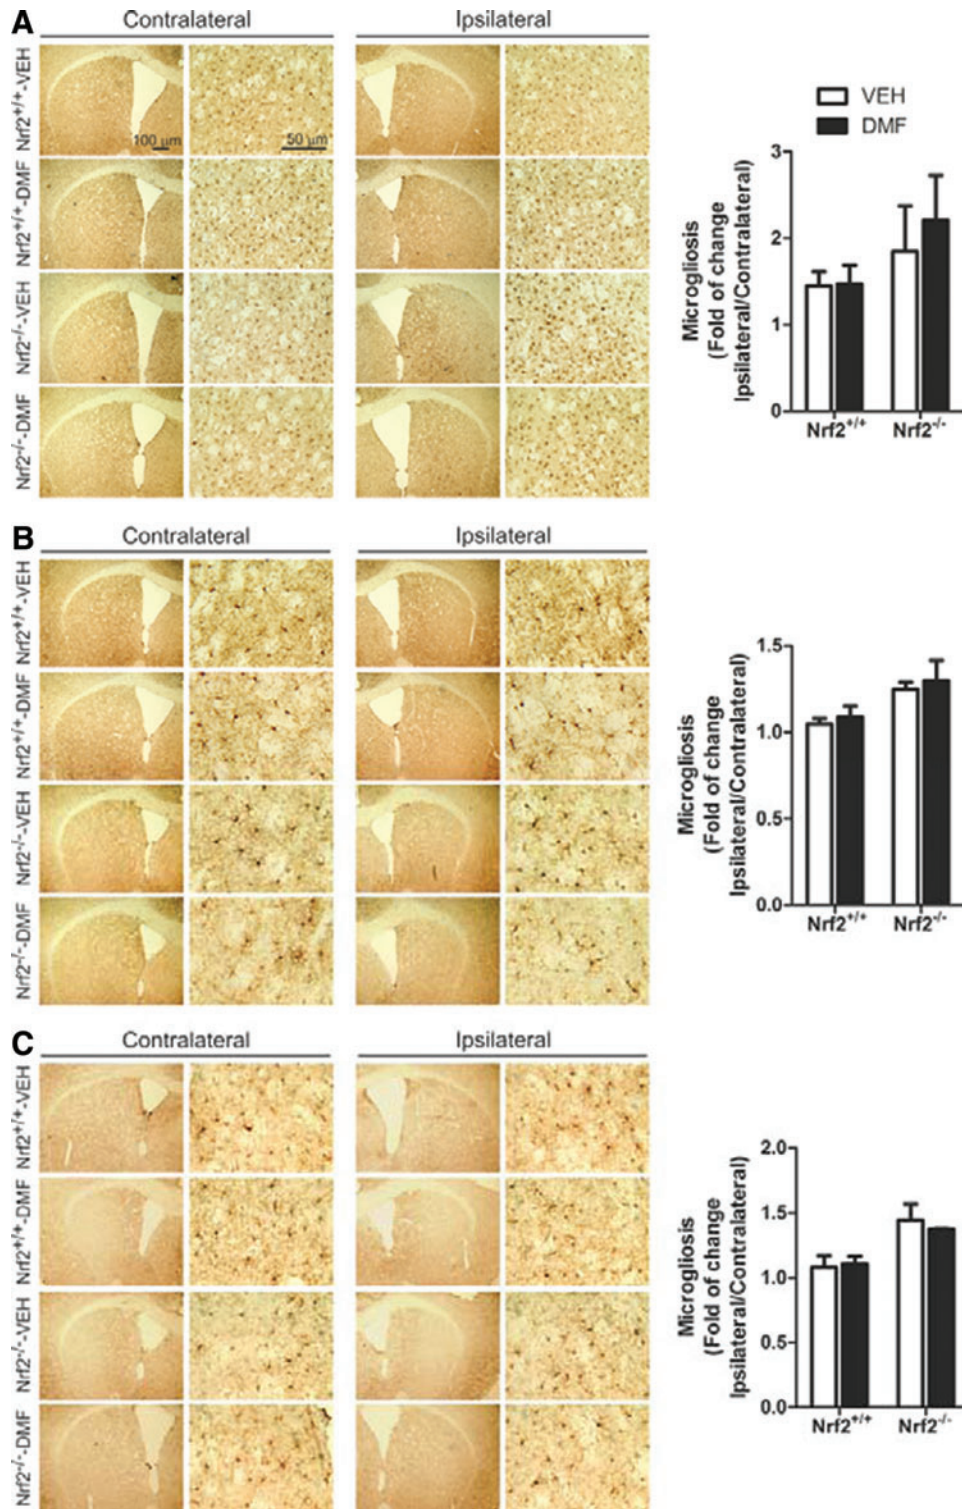 A
Contralateral
Ipsilateral
Nrf2+/+-VEH
100 µm
50 µm
Nrf2+/+-DMF
Nrf2-/--VEH
Nrf2-/--DMF
VEH
DMF
Microgliosis
(Fold of change
Ipsilateral/Contralateral)
3
2
1
0
Nrf2+/+
Nrf2-/-
B
Contralateral
Ipsilateral
Nrf2+/+-VEH
Nrf2+/+-DMF
Nrf2-/--VEH
Nrf2-/--DMF
Microgliosis
(Fold of change
Ipsilateral/Contralateral)
1.5
1.0
0.5
0.0
Nrf2+/+
Nrf2-/-
C
Contralateral
Ipsilateral
Nrf2+/+-VEH
Nrf2+/+-DMF
Nrf2-/--VEH
Nrf2-/--DMF
Microgliosis
(Fold of change
Ipsilateral/Contralateral)
2.0
1.5
1.0
0.5
0.0
Nrf2+/+
Nrf2-/-